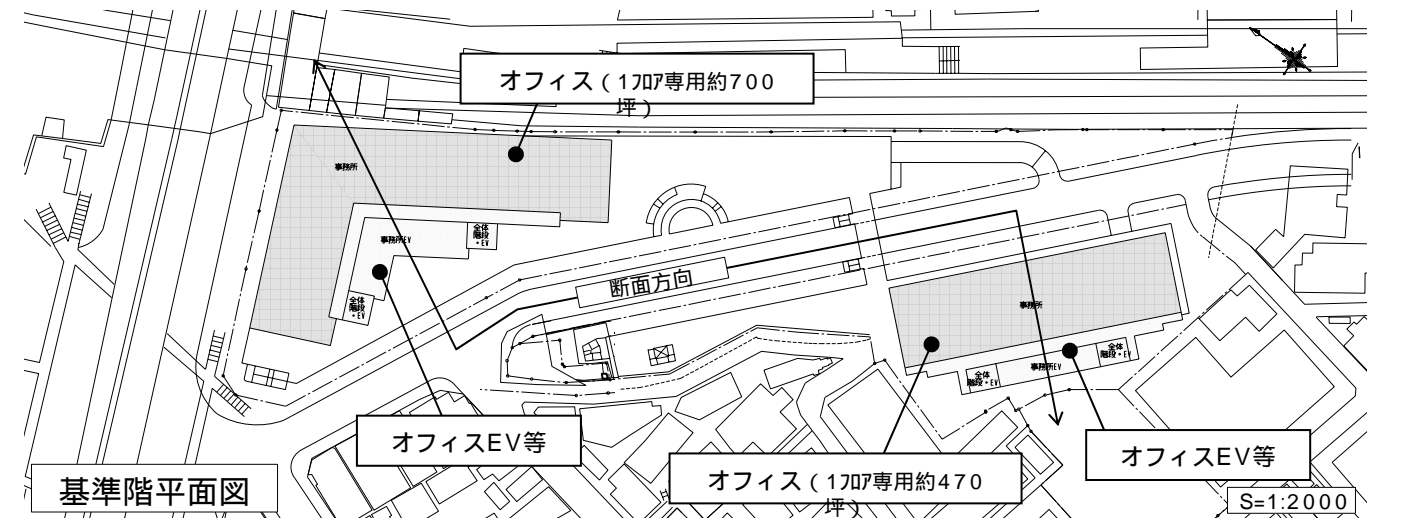 オフィス（1フロア専用約700
坪）
事務所
全体
階段
・EV
事務所EV
全体
階段
・EV
断面方向
事務所
全体
階段・EV
事務所EV
全体
階段・EV
オフィスEV等
オフィス（1フロア専用約470
坪）
オフィスEV等
基準階平面図
S=1:2000